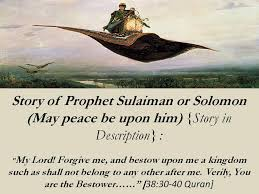 Story of Prophet Sulaiman or Solomon
(May peace be upon him) {Story in
Description} :
"My Lord! Forgive me, and bestow upon me a kingdom
such as shall not belong to any other after me. Verily, You
are the Bestower......" [38:30-40 Quran]